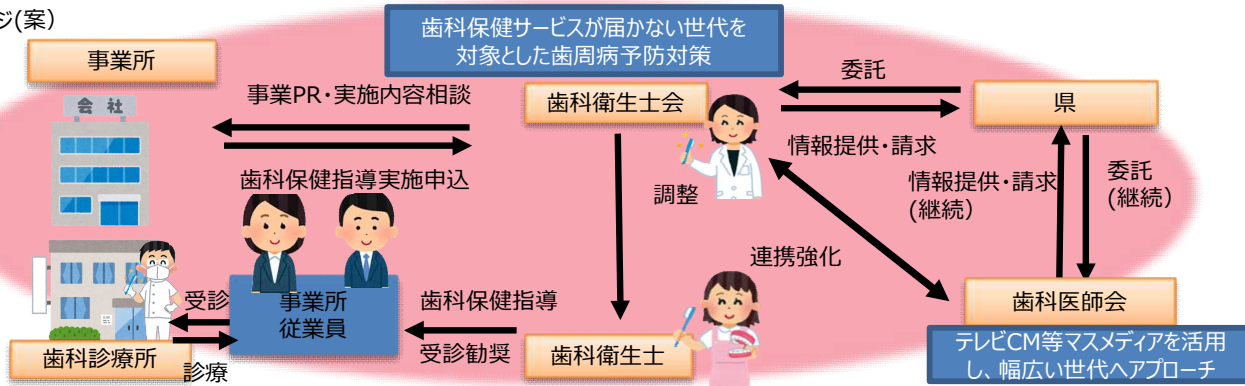 ジ(案)
歯科保健サービスが届かない世代を
対象とした歯周病予防対策
事業所
会社
事業PR・実施内容相談
歯科衛生士会
委託
県
情報提供・請求
歯科保健指導実施申込
調整
情報提供・請求
(継続)
委託
(継続)
連携強化
歯科医師会
テレビCM等マスメディアを活用
し、幅広い世代へアプローチ
事業所
従業員
受診
歯科保健指導
受診勧奨
歯科診療所
診療
歯科衛生士